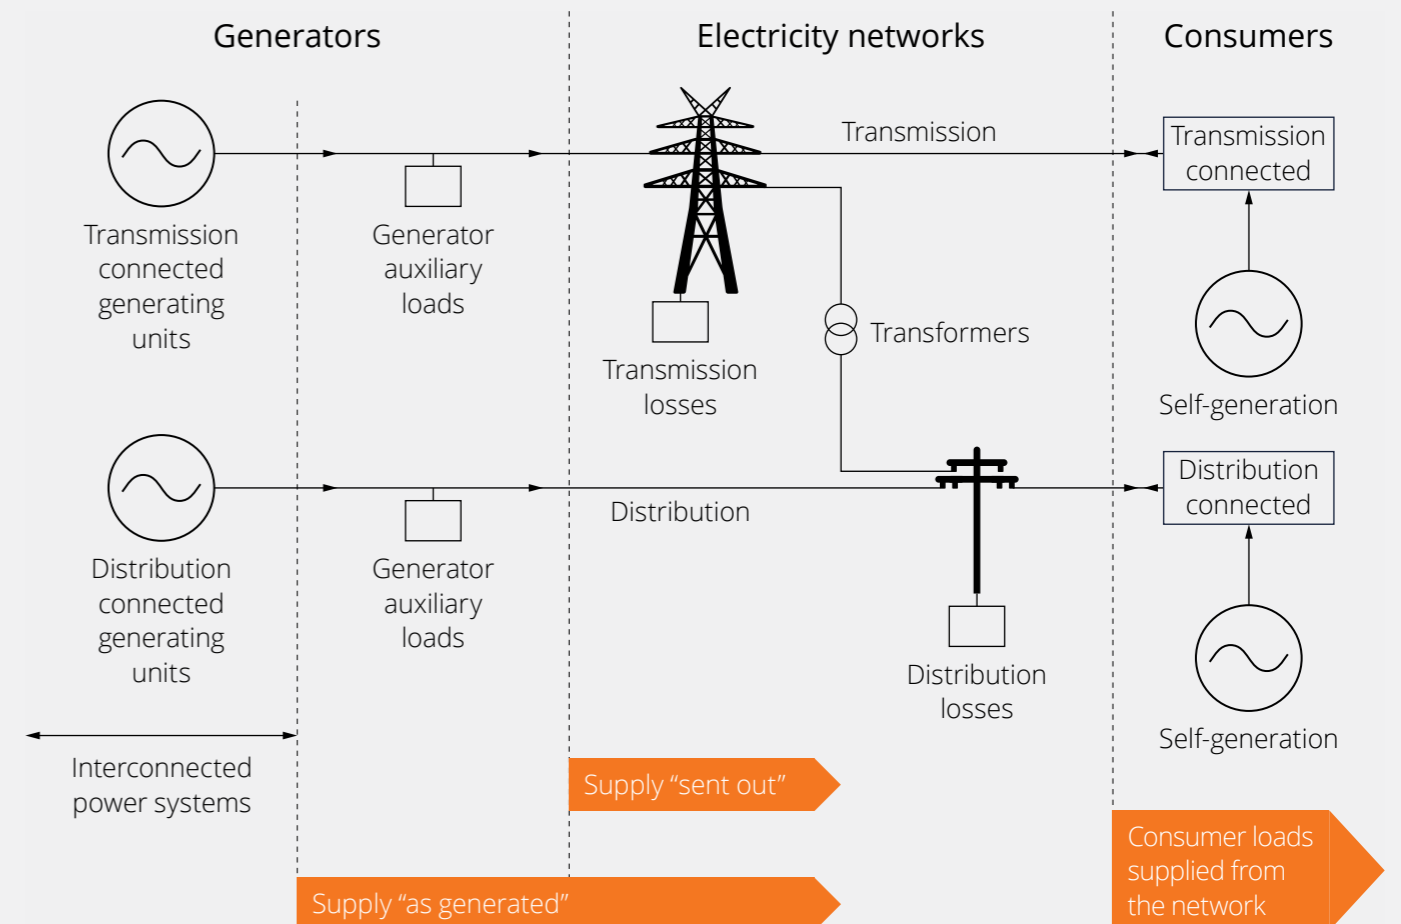 Generators
Electricity networks
Consumers
Transmission
connected
generating
units
Generator
auxiliary
loads
Transmission
Transmission
losses
Transformers
Transmission
connected
Self-generation
Distribution
connected
generating
units
Generator
auxiliary
loads
Distribution
Distribution
losses
Distribution
connected
Self-generation
Interconnected
power systems
Supply “sent out”
Supply “as generated”
Consumer loads
supplied from
the network